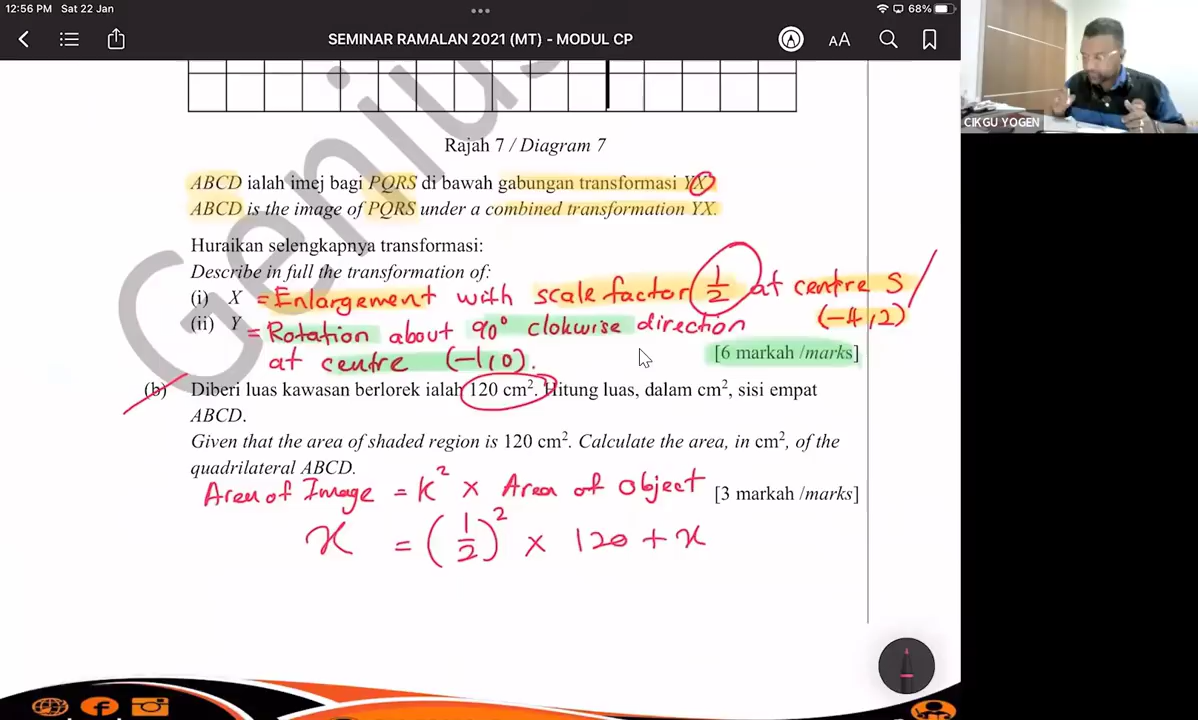 12:56 PM Sat 22 Jan
68%
SEMINAR RAMALAN 2021 (MT) - MODUL CP
AA
CIKGU YOGEN
Genius
Rajah 7 / Diagram 7
ABCD ialah imej bagi PQRS di bawah gabungan transformasi YX
ABCD is the image of PQRS under a combined transformation YX.
Huraikan selengkapnya transformasi:
Describe in full the transformation of:
(i) X = Enlargement with scale factor 1/2 at centre S
(-4,2)
(ii) Y = Rotation about 90° clokwise direction
at centre (-1,0).
[6 markah /marks]
(b) Diberi luas kawasan berlorek ialah 120 cm². Hitung luas, dalam cm², sisi empat
ABCD.
Given that the area of shaded region is 120 cm². Calculate the area, in cm², of the
quadrilateral ABCD.
Area of Image = k² × Area of Object
[3 markah /marks]
x = (1/2)² × 120 + x